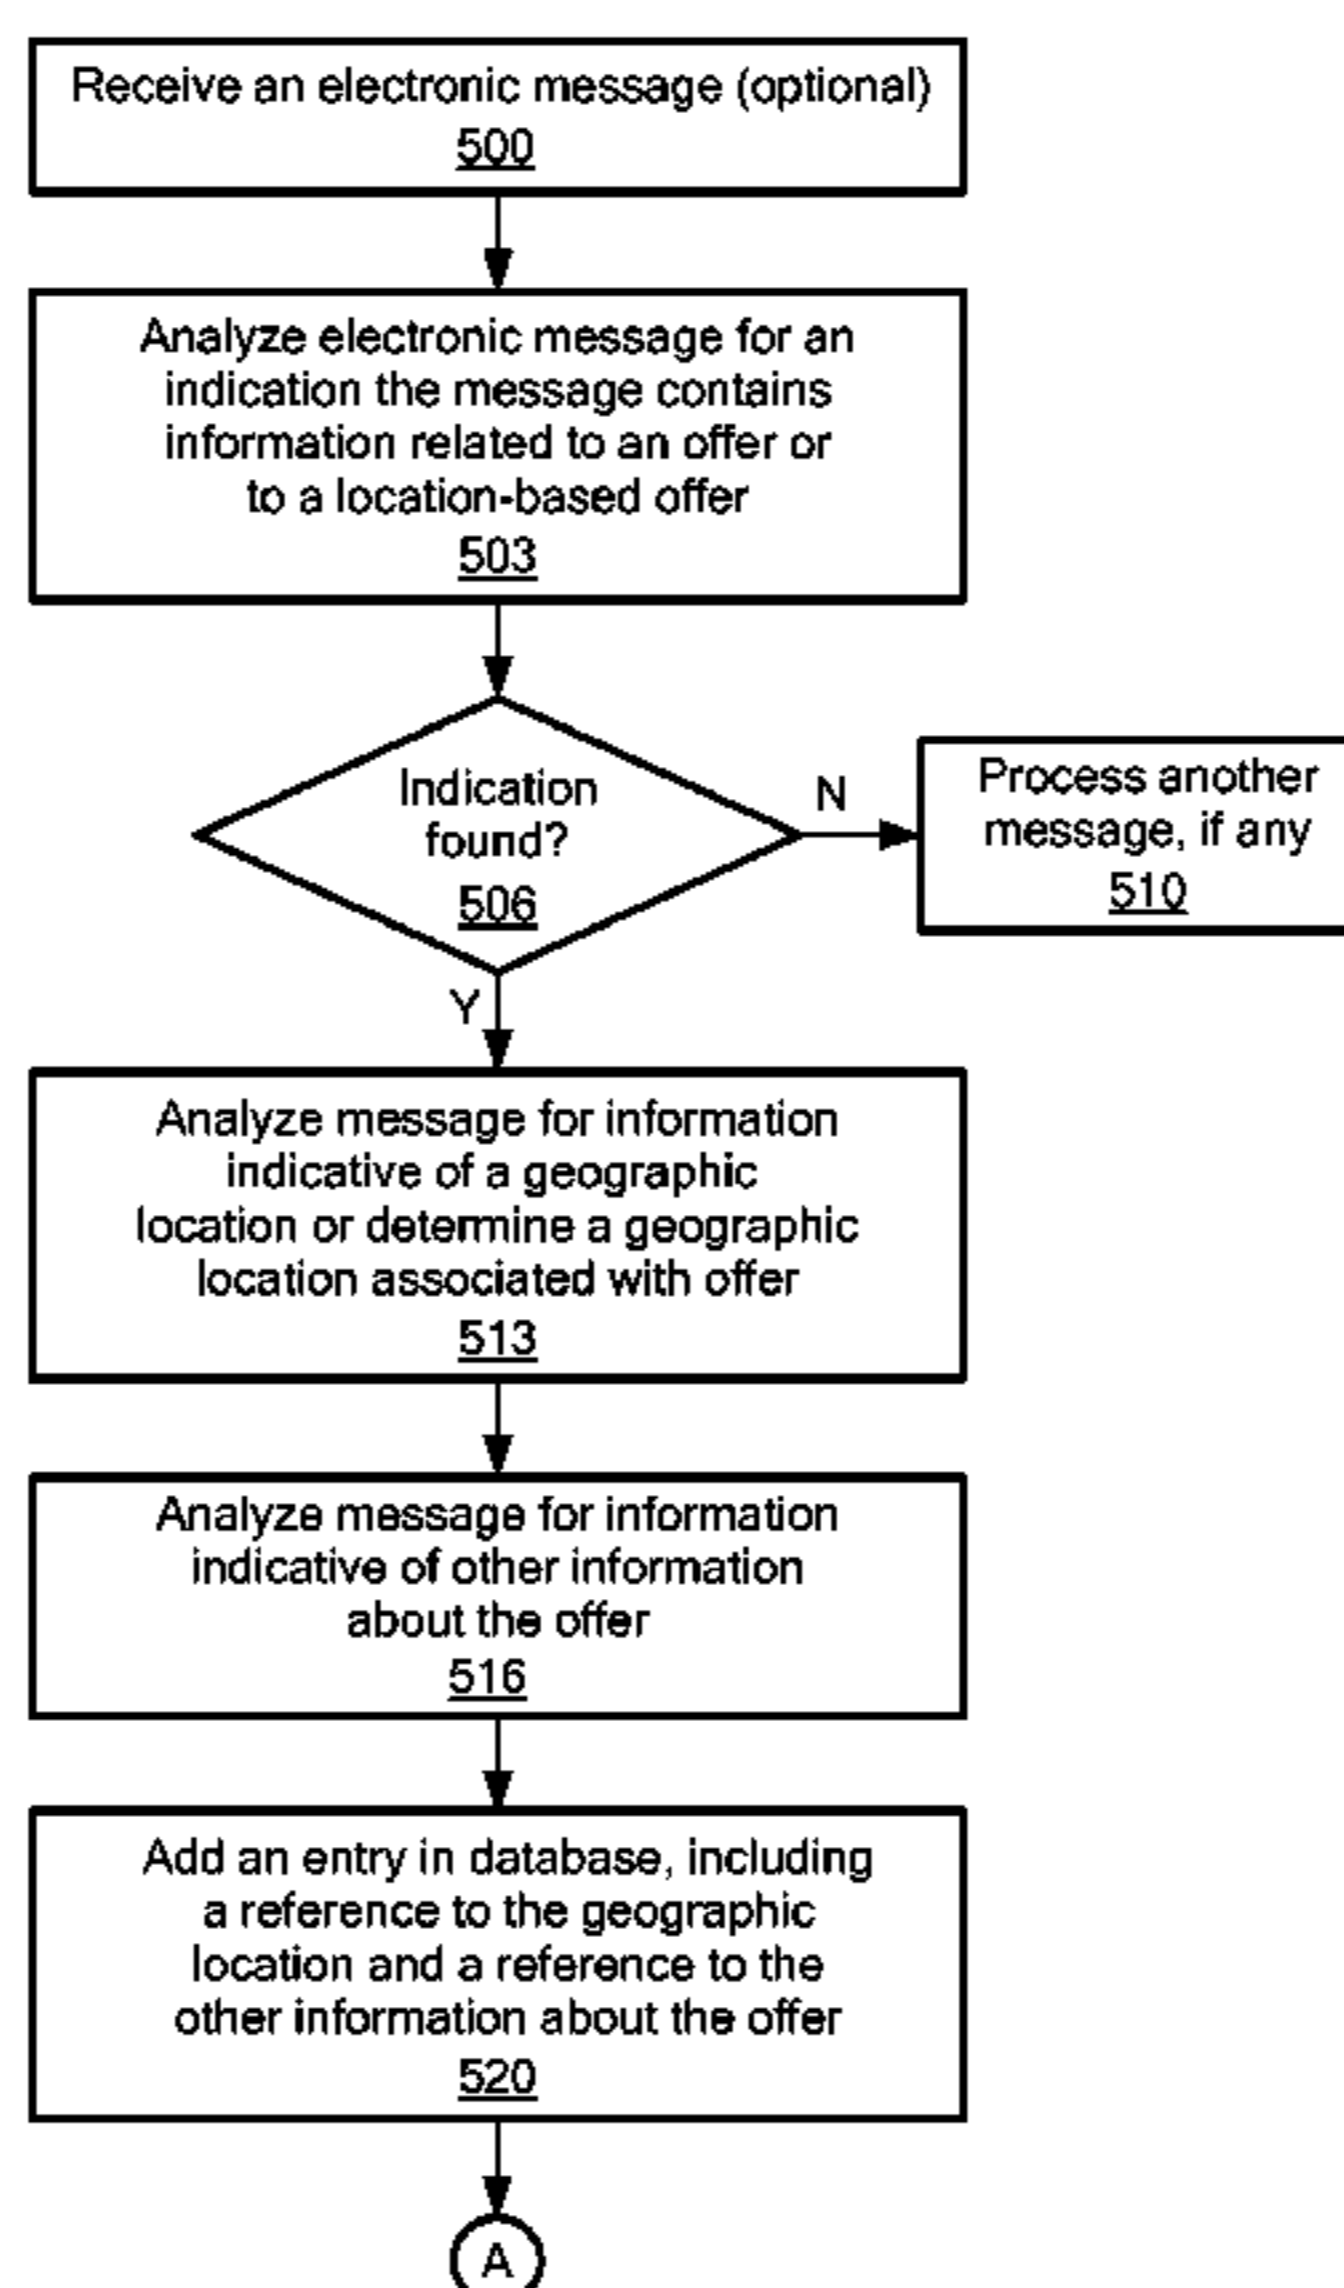 Receive an electronic message (optional)
500
Analyze electronic message for an
indication the message contains
information related to an offer or
to a location-based offer
503
Indication
found?
506
N
Process another
message, if any
510
Y
Analyze message for information
indicative of a geographic
location or determine a geographic
location associated with offer
513
Analyze message for information
indicative of other information
about the offer
516
Add an entry in database, including
a reference to the geographic
location and a reference to the
other information about the offer
520
A